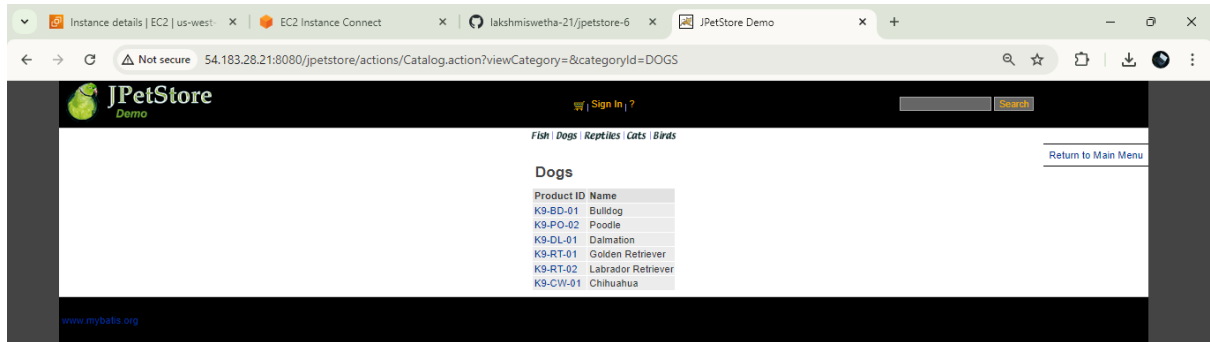 Instance details | EC2 | us-west-
EC2 Instance Connect
lakshmiswetha-21/jpetstore-6
JPetStore Demo
Not secure 54.183.28.21:8080/jpetstore/actions/Catalog.action?viewCategory=&categoryId=DOGS
JPetStore
Demo
| Sign In | ?
Search
Fish | Dogs | Reptiles | Cats | Birds
Return to Main Menu
Dogs
Product ID Name
K9-BD-01 Bulldog
K9-PO-02 Poodle
K9-DL-01 Dalmation
K9-RT-01 Golden Retriever
K9-RT-02 Labrador Retriever
K9-CW-01 Chihuahua
www.mybatis.org